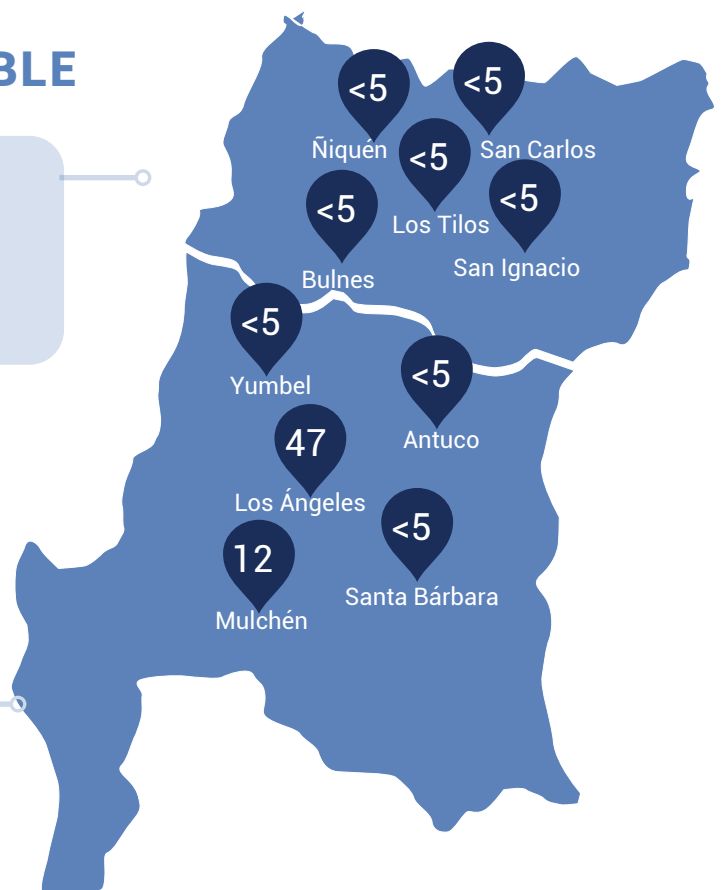 BLE
<5
Ñiquén
<5
San Carlos
<5
Los Tilos
<5
San Ignacio
<5
Bulnes
<5
Yumbel
<5
Antuco
47
Los Ángeles
<5
Santa Bárbara
12
Mulchén